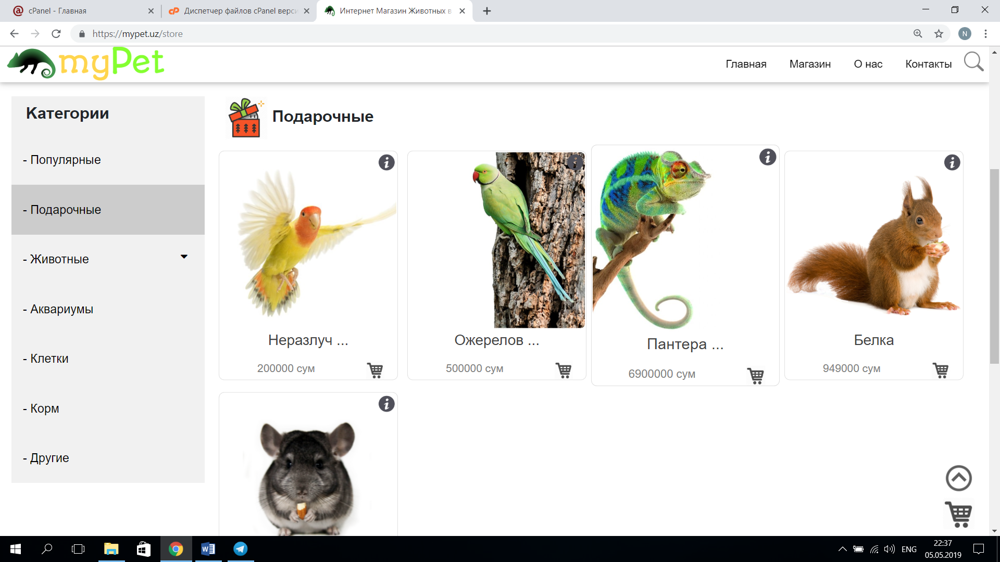 cPanel - Главная
Диспетчер файлов cPanel верси
Интернет Магазин Животных в
https://mypet.uz/store
N
myPet
Главная
Магазин
О нас
Контакты
Категории
- Популярные
- Подарочные
- Животные
- Аквариумы
- Клетки
- Корм
- Другие
Подарочные
Неразлуч ...
200000 сум
Ожерелов ...
500000 сум
Пантера ...
6900000 сум
Белка
949000 сум
ENG
22:37
05.05.2019